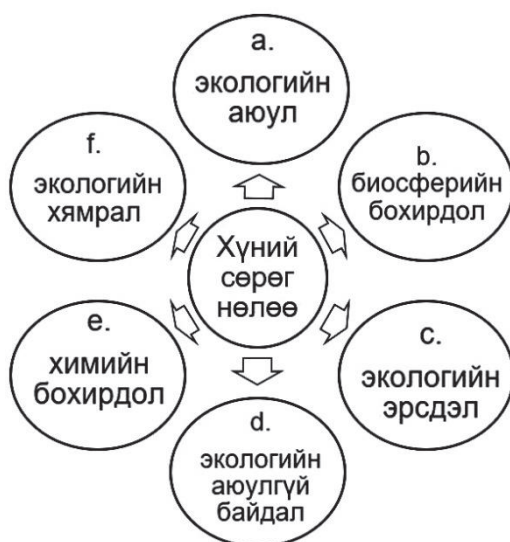 a.
экологийн
аюул
b.
биосферийн
бохирдол
c.
экологийн
эрсдэл
d.
экологийн
аюулгүй
байдал
e.
химийн
бохирдол
f.
экологийн
хямрал
Хүний
сөрөг
нөлөө